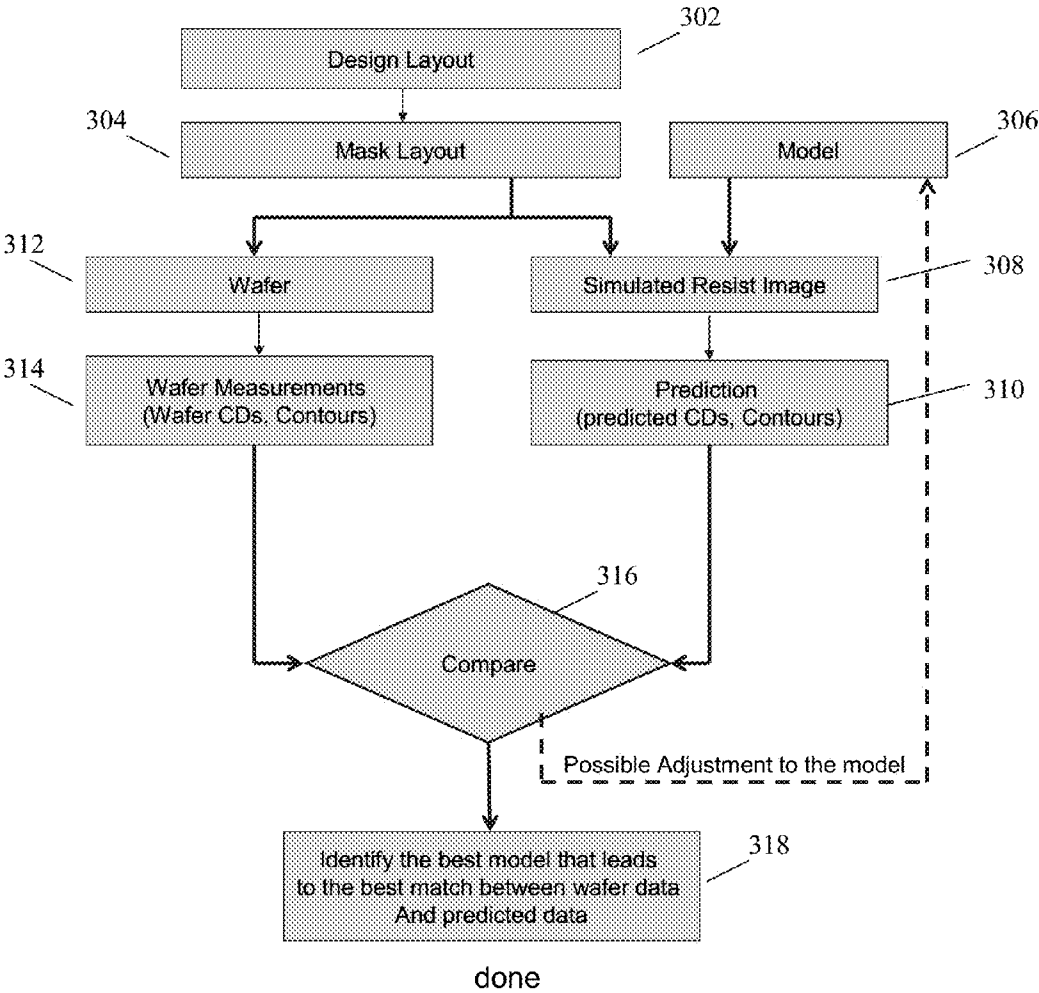 302
Design Layout
304
Mask Layout
306
Model
312
Wafer
308
Simulated Resist Image
314
Wafer Measurements
(Wafer CDs, Contours)
310
Prediction
(predicted CDs, Contours)
316
Compare
Possible Adjustment to the model
318
Identify the best model that leads
to the best match between wafer data
And predicted data
done